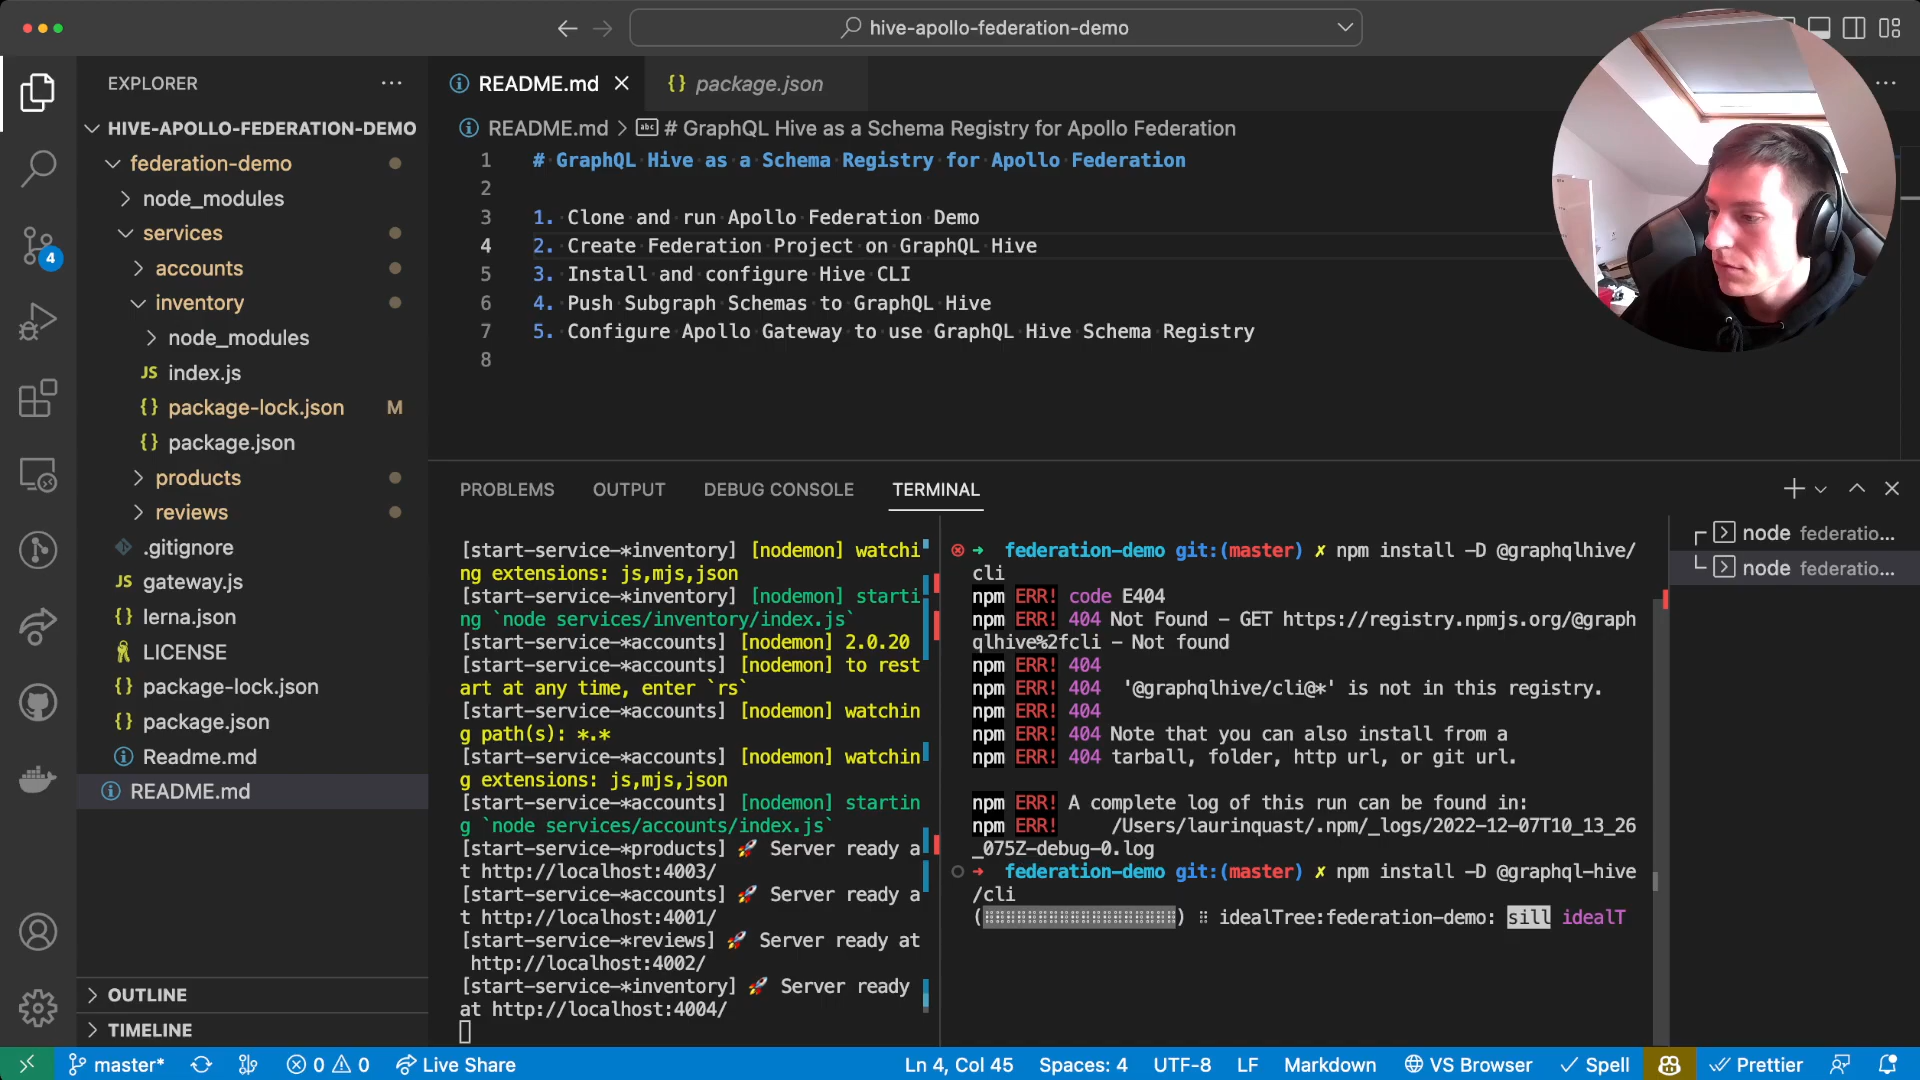 hive-apollo-federation-demo
EXPLORER
HIVE-APOLLO-FEDERATION-DEMO
federation-demo
node_modules
services
accounts
inventory
node_modules
JS index.js
{} package-lock.json M
{} package.json
products
reviews
.gitignore
JS gateway.js
{} lerna.json
LICENSE
{} package-lock.json
{} package.json
Readme.md
README.md
OUTLINE
TIMELINE
4
README.md
{} package.json
README.md > abc # GraphQL Hive as a Schema Registry for Apollo Federation
1 # GraphQL Hive as a Schema Registry for Apollo Federation
2
3 1. Clone and run Apollo Federation Demo
4 2. Create Federation Project on GraphQL Hive
5 3. Install and configure Hive CLI
6 4. Push Subgraph Schemas to GraphQL Hive
7 5. Configure Apollo Gateway to use GraphQL Hive Schema Registry
8
PROBLEMS OUTPUT DEBUG CONSOLE TERMINAL
[start-service-*inventory] [nodemon] watchi
ng extensions: js,mjs,json
[start-service-*inventory] [nodemon] starti
ng `node services/inventory/index.js`
[start-service-*accounts] [nodemon] 2.0.20
[start-service-*accounts] [nodemon] to rest
art at any time, enter `rs`
[start-service-*accounts] [nodemon] watchin
g path(s): *.*
[start-service-*accounts] [nodemon] watchin
g extensions: js,mjs,json
[start-service-*accounts] [nodemon] startin
g `node services/accounts/index.js`
[start-service-*products] 🚀 Server ready a
t http://localhost:4003/
[start-service-*accounts] 🚀 Server ready a
t http://localhost:4001/
[start-service-*reviews] 🚀 Server ready at
http://localhost:4002/
[start-service-*inventory] 🚀 Server ready
at http://localhost:4004/
➜ federation-demo git:(master) ✗ npm install -D @graphqlhive/
cli
npm ERR! code E404
npm ERR! 404 Not Found - GET https://registry.npmjs.org/@graph
qlhive%2fcli - Not found
npm ERR! 404
npm ERR! 404 '@graphqlhive/cli@*' is not in this registry.
npm ERR! 404
npm ERR! 404 Note that you can also install from a
npm ERR! 404 tarball, folder, http url, or git url.
npm ERR! A complete log of this run can be found in:
npm ERR! /Users/laurinquast/.npm/_logs/2022-12-07T10_13_26
_075Z-debug-0.log
➜ federation-demo git:(master) ✗ npm install -D @graphql-hive
/cli
(⠿⠿⠿⠿⠿⠿⠿⠿⠿⠿⠿⠿⠿⠿⠿⠿⠿⠿) ⠿ idealTree:federation-demo: sill idealT
node federatio...
node federatio...
master* 0 0 Live Share Ln 4, Col 45 Spaces: 4 UTF-8 LF Markdown VS Browser ✓ Spell Prettier